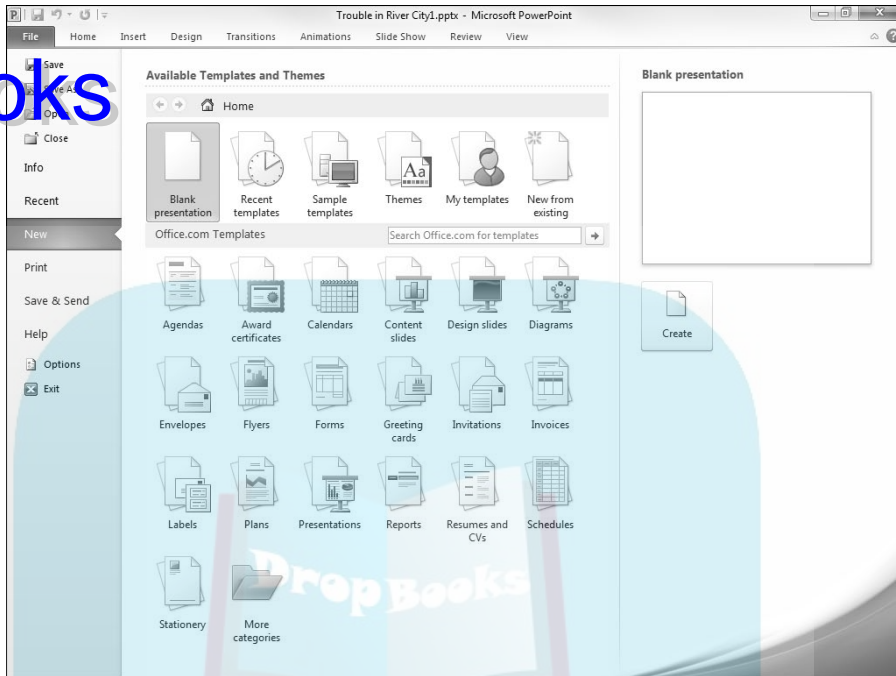 P
Trouble in River City1.pptx - Microsoft PowerPoint
File Home Insert Design Transitions Animations Slide Show Review View
Save
Save As
oks
Open
Close
Info
Recent
New
Print
Save & Send
Help
Options
Exit
Available Templates and Themes
Home
Blank presentation
Recent templates
Sample templates
Aa
Themes
My templates
New from existing
Office.com Templates
Search Office.com for templates
Agendas
Award certificates
Calendars
Content slides
Design slides
Diagrams
Envelopes
Flyers
Forms
Greeting cards
Invitations
Invoices
Labels
Plans
Presentations
Reports
Resumes and CVs
Schedules
DropBooks
Stationery
More categories
Blank presentation
Create